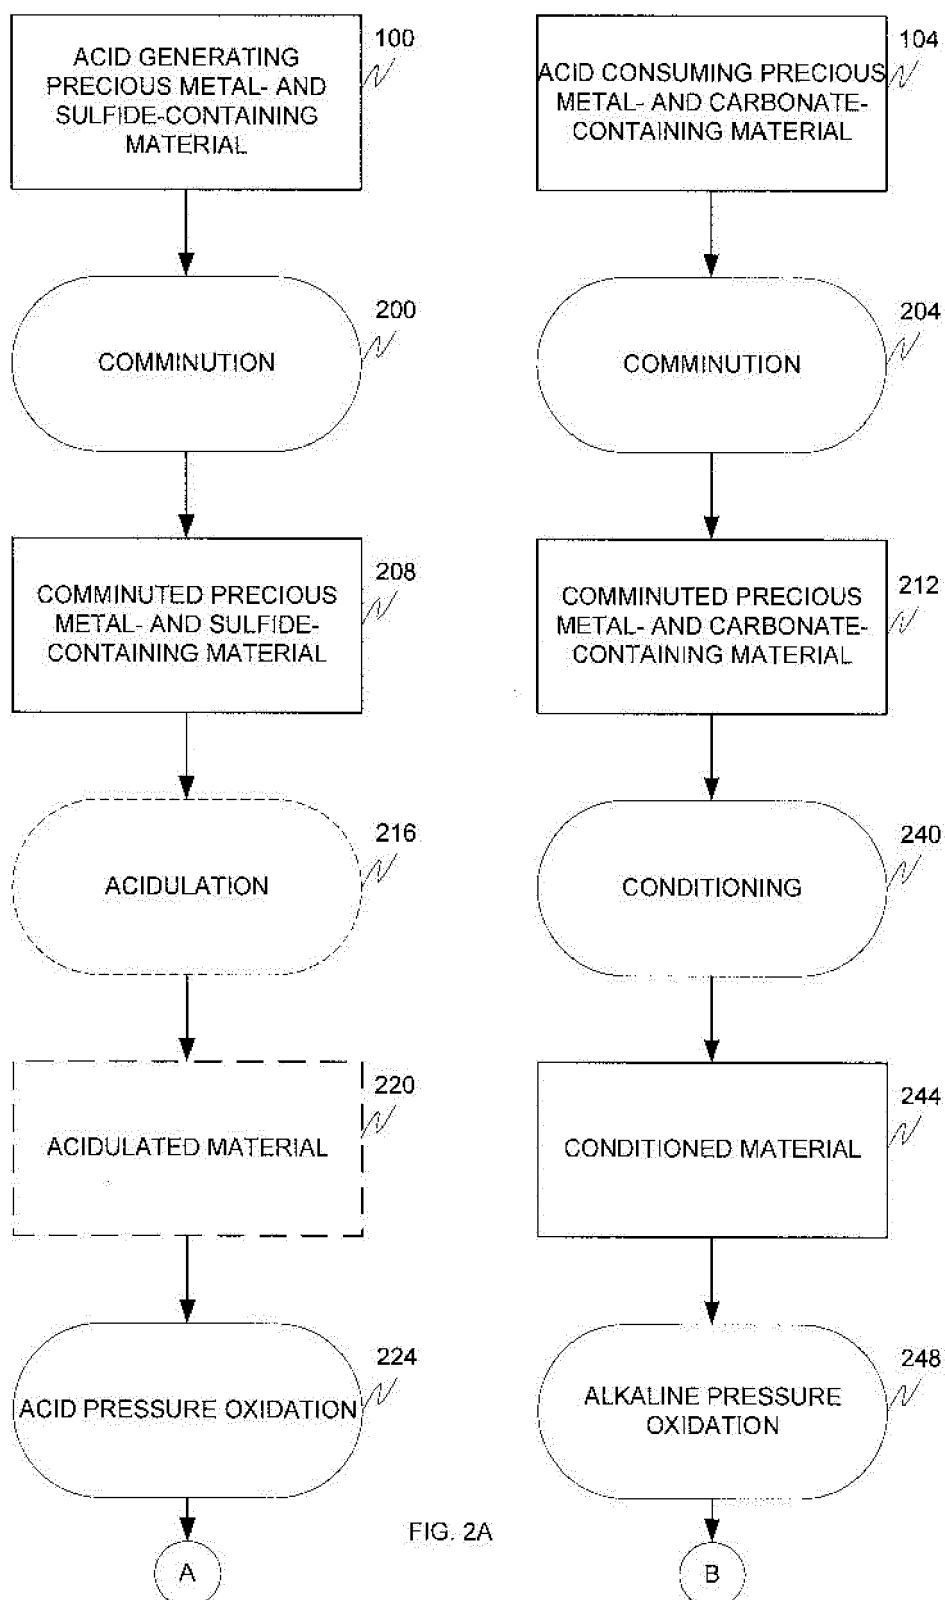 ACID GENERATING
PRECIOUS METAL- AND
SULFIDE-CONTAINING
MATERIAL
100
COMMINUTION
200
COMMINUTED PRECIOUS
METAL- AND SULFIDE-
CONTAINING MATERIAL
208
ACIDULATION
216
ACIDULATED MATERIAL
220
ACID PRESSURE OXIDATION
224
A
ACID CONSUMING PRECIOUS
METAL- AND CARBONATE-
CONTAINING MATERIAL
104
COMMINUTION
204
COMMINUTED PRECIOUS
METAL- AND CARBONATE-
CONTAINING MATERIAL
212
CONDITIONING
240
CONDITIONED MATERIAL
244
ALKALINE PRESSURE
OXIDATION
248
B
FIG. 2A